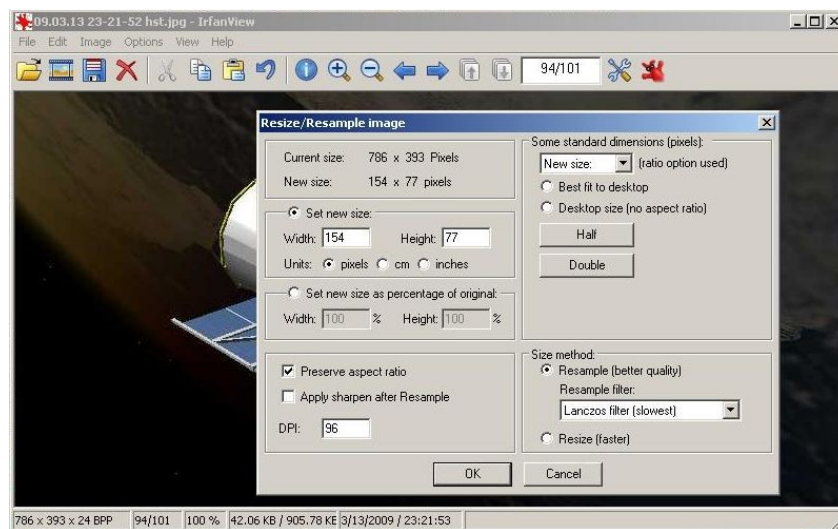 09.03.13 23-21-52 hst.jpg - IrfanView
File Edit Image Options View Help
94/101
Resize/Resample image
Current size: 786 x 393 Pixels
New size: 154 x 77 pixels
Set new size:
Width: 154 Height: 77
Units: pixels cm inches
Set new size as percentage of original:
Width: 100 % Height: 100 %
Preserve aspect ratio
Apply sharpen after Resample
DPI: 96
Some standard dimensions (pixels):
New size: (ratio option used)
Best fit to desktop
Desktop size (no aspect ratio)
Half
Double
Size method:
Resample (better quality)
Resample filter:
Lanczos filter (slowest)
Resize (faster)
OK Cancel
786 x 393 x 24 BPP 94/101 100 % 42.06 KB / 905.78 KE 3/13/2009 / 23:21:53